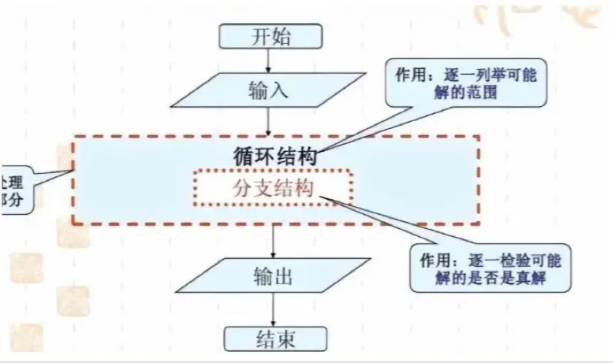 开始
输入
作用：逐一列举可能
解的范围
循环结构
分支结构
处理
部分
作用：逐一检验可能
解的是否是真解
输出
结束